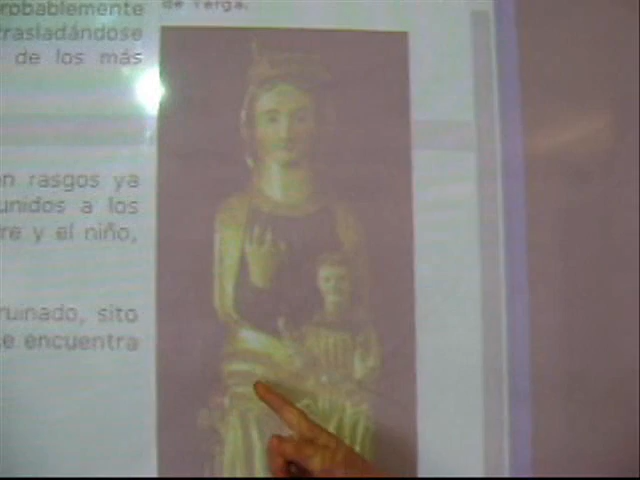 de Yerga.
robablemente
trasladándose
de los más
n rasgos ya
unidos a los
re y el niño,
ruinado, sito
e encuentra